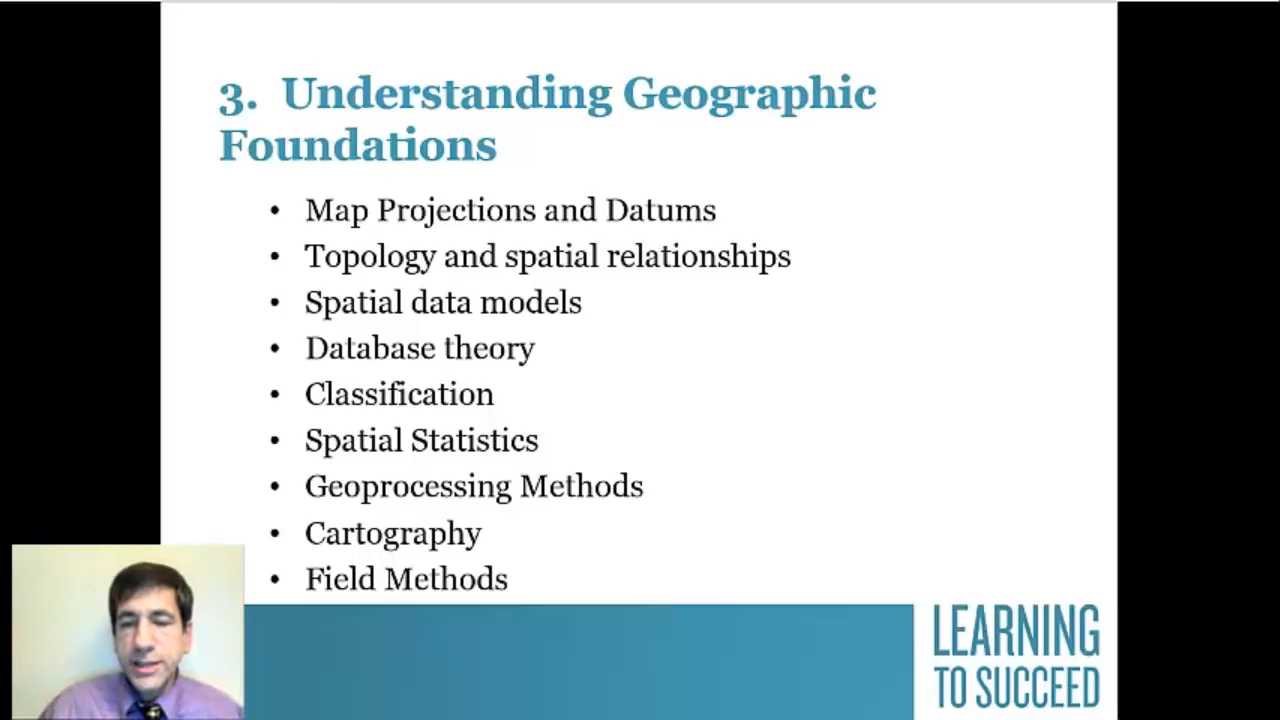 3. Understanding Geographic
Foundations
• Map Projections and Datums
• Topology and spatial relationships
• Spatial data models
• Database theory
• Classification
• Spatial Statistics
• Geoprocessing Methods
• Cartography
• Field Methods
LEARNING
TO SUCCEED